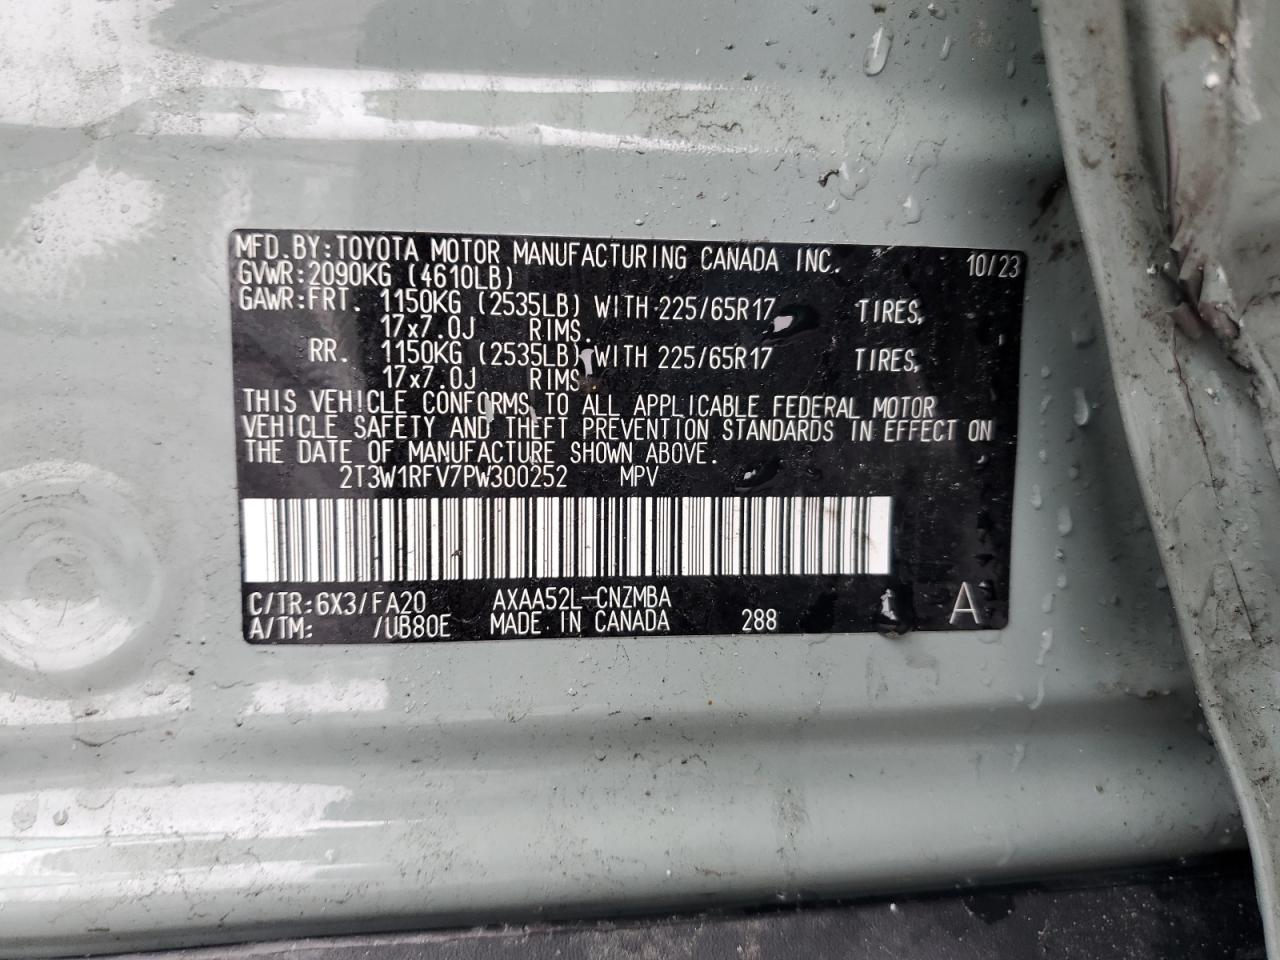 MFD.BY:TOYOTA MOTOR MANUFACTURING CANADA INC. 10/23
GVWR:2090KG (4610LB)
GAWR:FRT. 1150KG (2535LB) WITH 225/65R17 TIRES,
17x7.0J RIMS.
RR. 1150KG (2535LB) WITH 225/65R17 TIRES,
17x7.0J RIMS
THIS VEHICLE CONFORMS TO ALL APPLICABLE FEDERAL MOTOR
VEHICLE SAFETY AND THEFT PREVENTION STANDARDS IN EFFECT ON
THE DATE OF MANUFACTURE SHOWN ABOVE.
2T3W1RFV7PW300252 MPV
C/TR:6X3/FA20 AXAA52L-CNZMBA
A/TM: /UB80E MADE IN CANADA 288 A